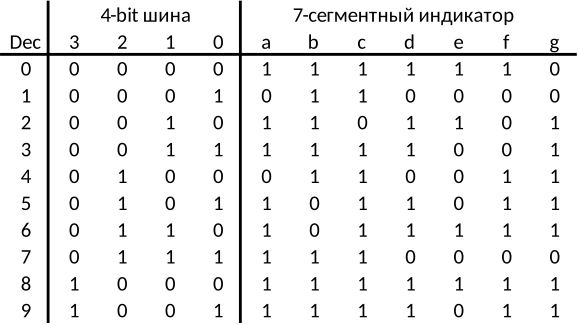 4-bit шина 7-сегментный индикатор
Dec 3 2 1 0 a b c d e f g
0 0 0 0 0 1 1 1 1 1 1 0
1 0 0 0 1 0 1 1 0 0 0 0
2 0 0 1 0 1 1 0 1 1 0 1
3 0 0 1 1 1 1 1 1 0 0 1
4 0 1 0 0 0 1 1 0 0 1 1
5 0 1 0 1 1 0 1 1 0 1 1
6 0 1 1 0 1 0 1 1 1 1 1
7 0 1 1 1 1 1 1 0 0 0 0
8 1 0 0 0 1 1 1 1 1 1 1
9 1 0 0 1 1 1 1 1 0 1 1